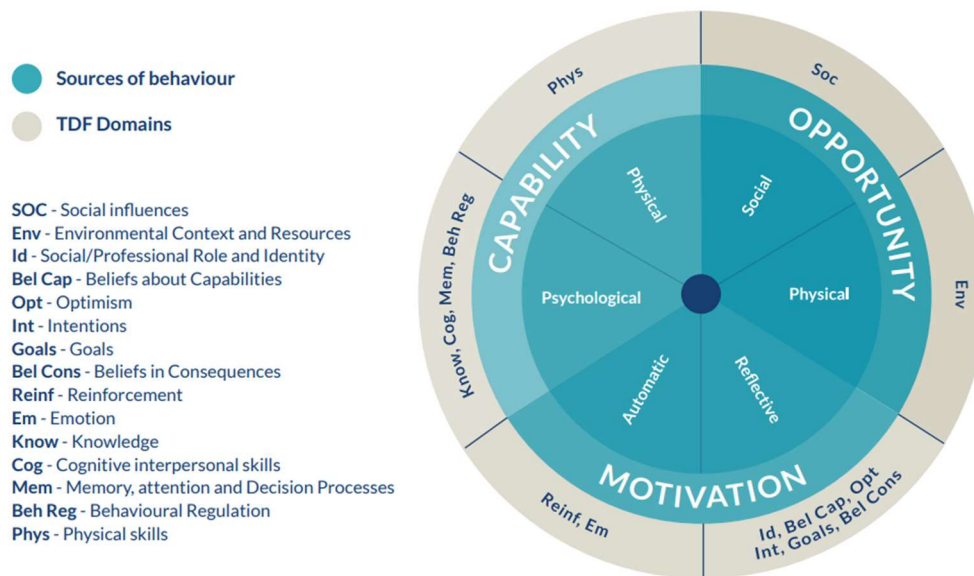 Sources of behaviour
TDF Domains
SOC - Social influences
Env - Environmental Context and Resources
Id - Social/Professional Role and Identity
Bel Cap - Beliefs about Capabilities
Opt - Optimism
Int - Intentions
Goals - Goals
Bel Cons - Beliefs in Consequences
Reinf - Reinforcement
Em - Emotion
Know - Knowledge
Cog - Cognitive interpersonal skills
Mem - Memory, attention and Decision Processes
Beh Reg - Behavioural Regulation
Phys - Physical skills
Phys
Soc
CAPABILITY
OPPORTUNITY
Physical
Social
Know, Cog, Mem, Beh Reg
Psychological
Physical
Env
Automatic
Reflective
MOTIVATION
Reinf, Em
Id, Bel Cap, Opt
Int, Goals, Bel Cons